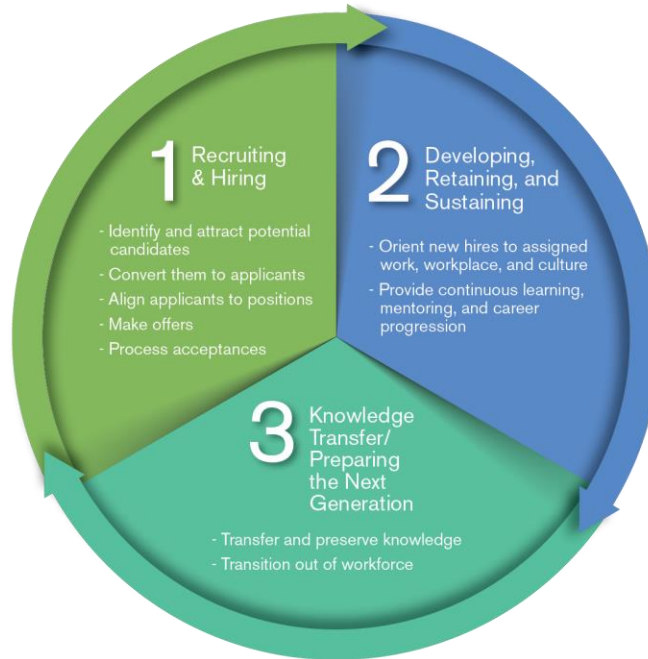 1
Recruiting
& Hiring
- Identify and attract potential
candidates
- Convert them to applicants
- Align applicants to positions
- Make offers
- Process acceptances
2
Developing,
Retaining, and
Sustaining
- Orient new hires to assigned
work, workplace, and culture
- Provide continuous learning,
mentoring, and career
progression
3
Knowledge
Transfer/
Preparing
the Next
Generation
- Transfer and preserve knowledge
- Transition out of workforce